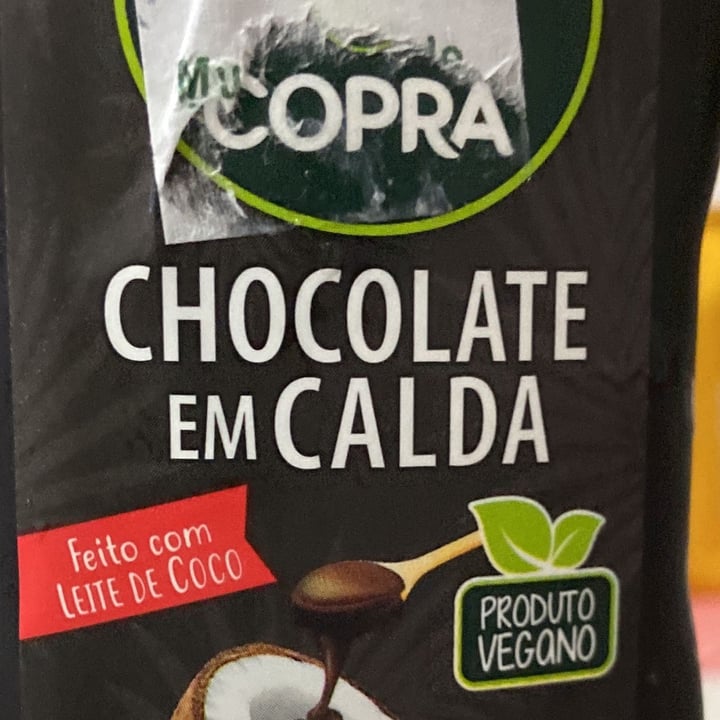 COPRA
CHOCOLATE
EM CALDA
Feito com
LEITE DE COCO
PRODUTO
VEGANO